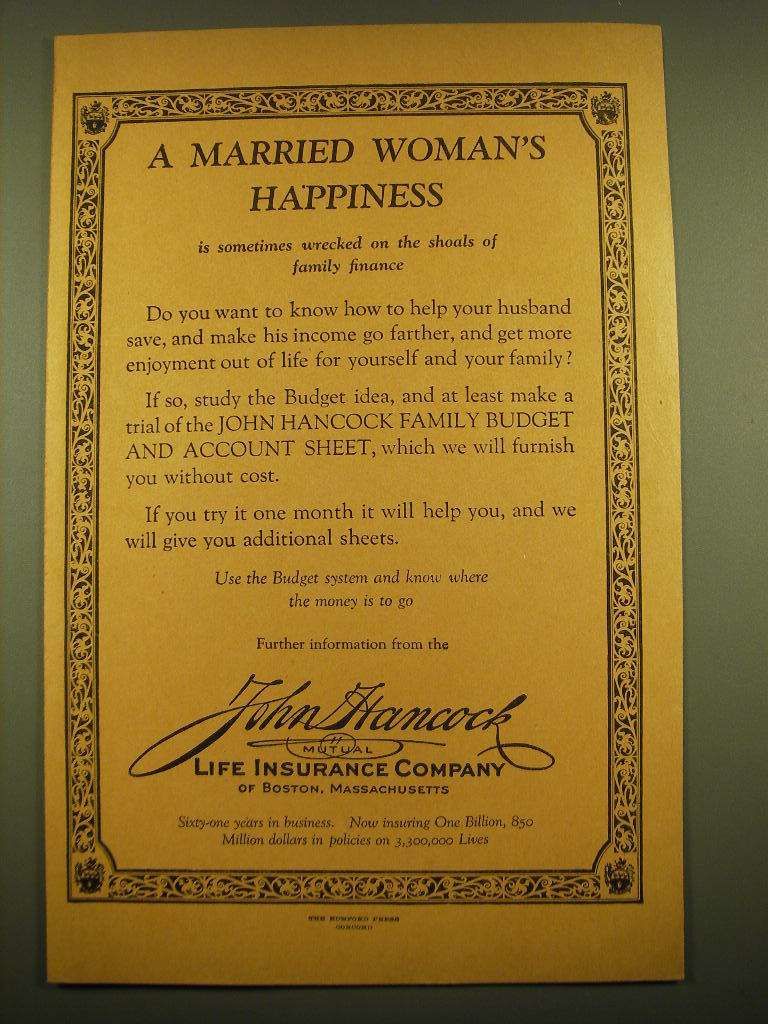 A MARRIED WOMAN'S
HAPPINESS
is sometimes wrecked on the shoals of
family finance
Do you want to know how to help your husband
save, and make his income go farther, and get more
enjoyment out of life for yourself and your family?
If so, study the Budget idea, and at least make a
trial of the JOHN HANCOCK FAMILY BUDGET
AND ACCOUNT SHEET, which we will furnish
you without cost.
If you try it one month it will help you, and we
will give you additional sheets.
Use the Budget system and know where
the money is to go
Further information from the
John Hancock
MUTUAL
LIFE INSURANCE COMPANY
OF BOSTON, MASSACHUSETTS
Sixty-one years in business. Now insuring One Billion, 850
Million dollars in policies on 3,300,000 Lives
THE RUMFORD PRESS
CONCORD